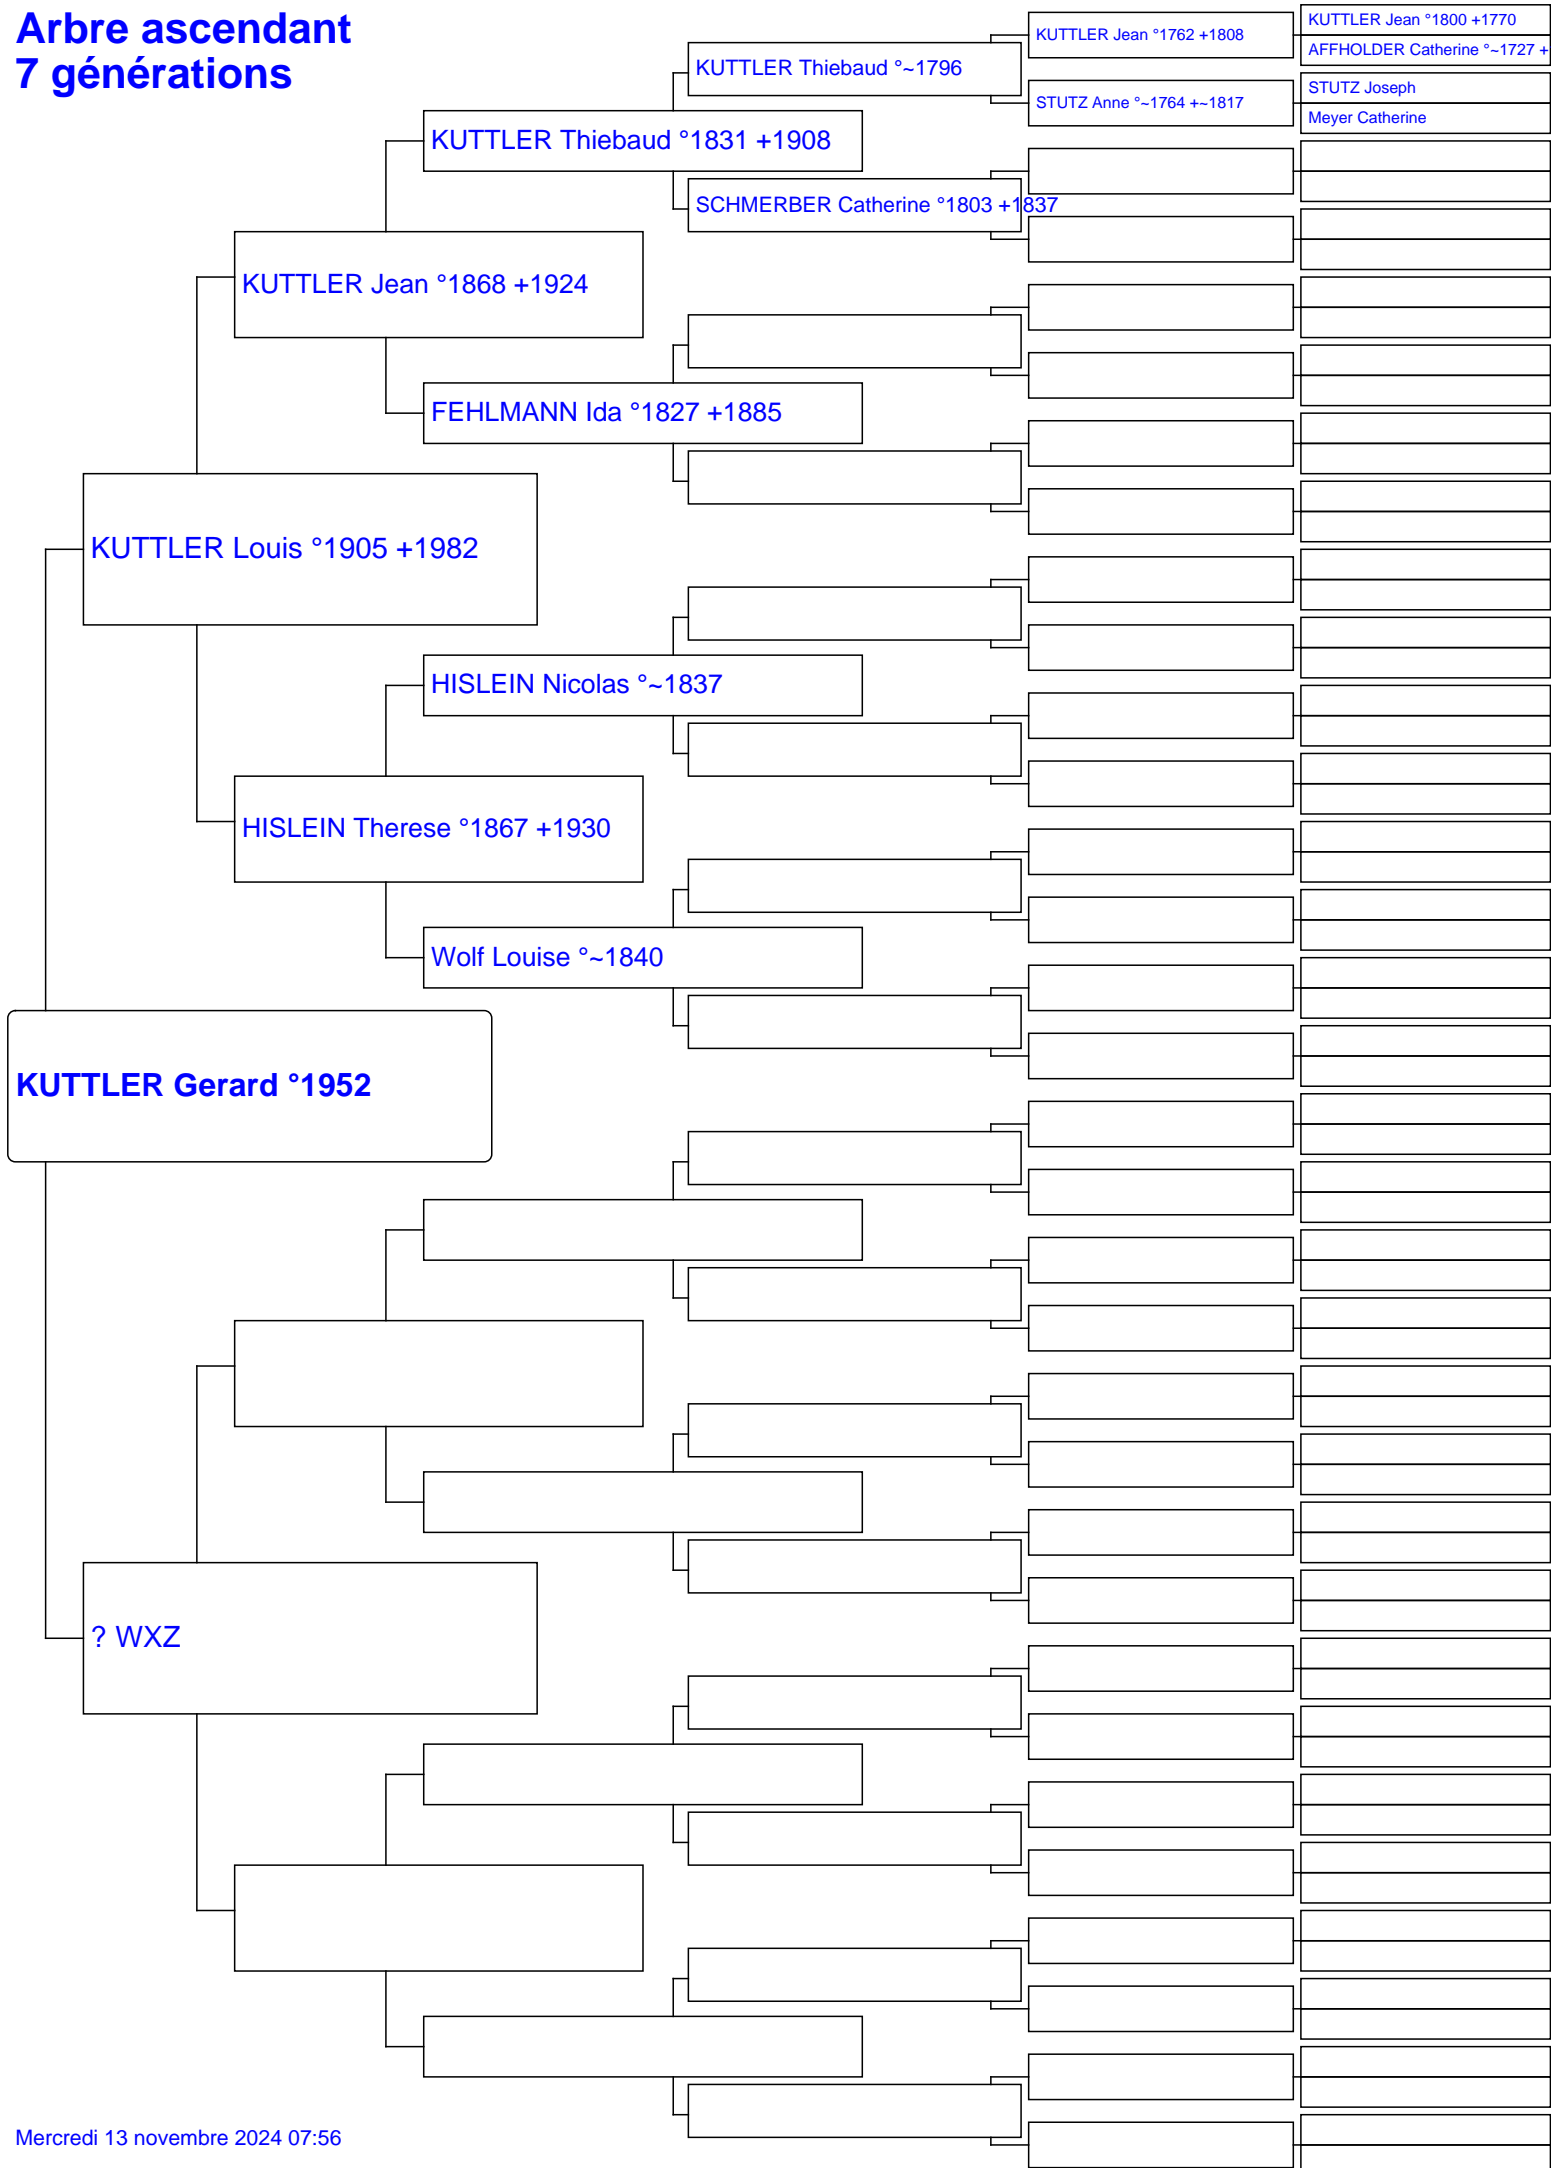 Arbre ascendant
7 générations
KUTTLER Jean °1800 +1770
KUTTLER Jean °1762 +1808
AFFHOLDER Catherine °~1727 +
KUTTLER Thiebaud °~1796
STUTZ Joseph
STUTZ Anne °~1764 +~1817
Meyer Catherine
KUTTLER Thiebaud °1831 +1908
SCHMERBER Catherine °1803 +1837
KUTTLER Jean °1868 +1924
FEHLMANN Ida °1827 +1885
KUTTLER Louis °1905 +1982
HISLEIN Nicolas °~1837
HISLEIN Therese °1867 +1930
Wolf Louise °~1840
KUTTLER Gerard °1952
? WXZ
Mercredi 13 novembre 2024 07:56